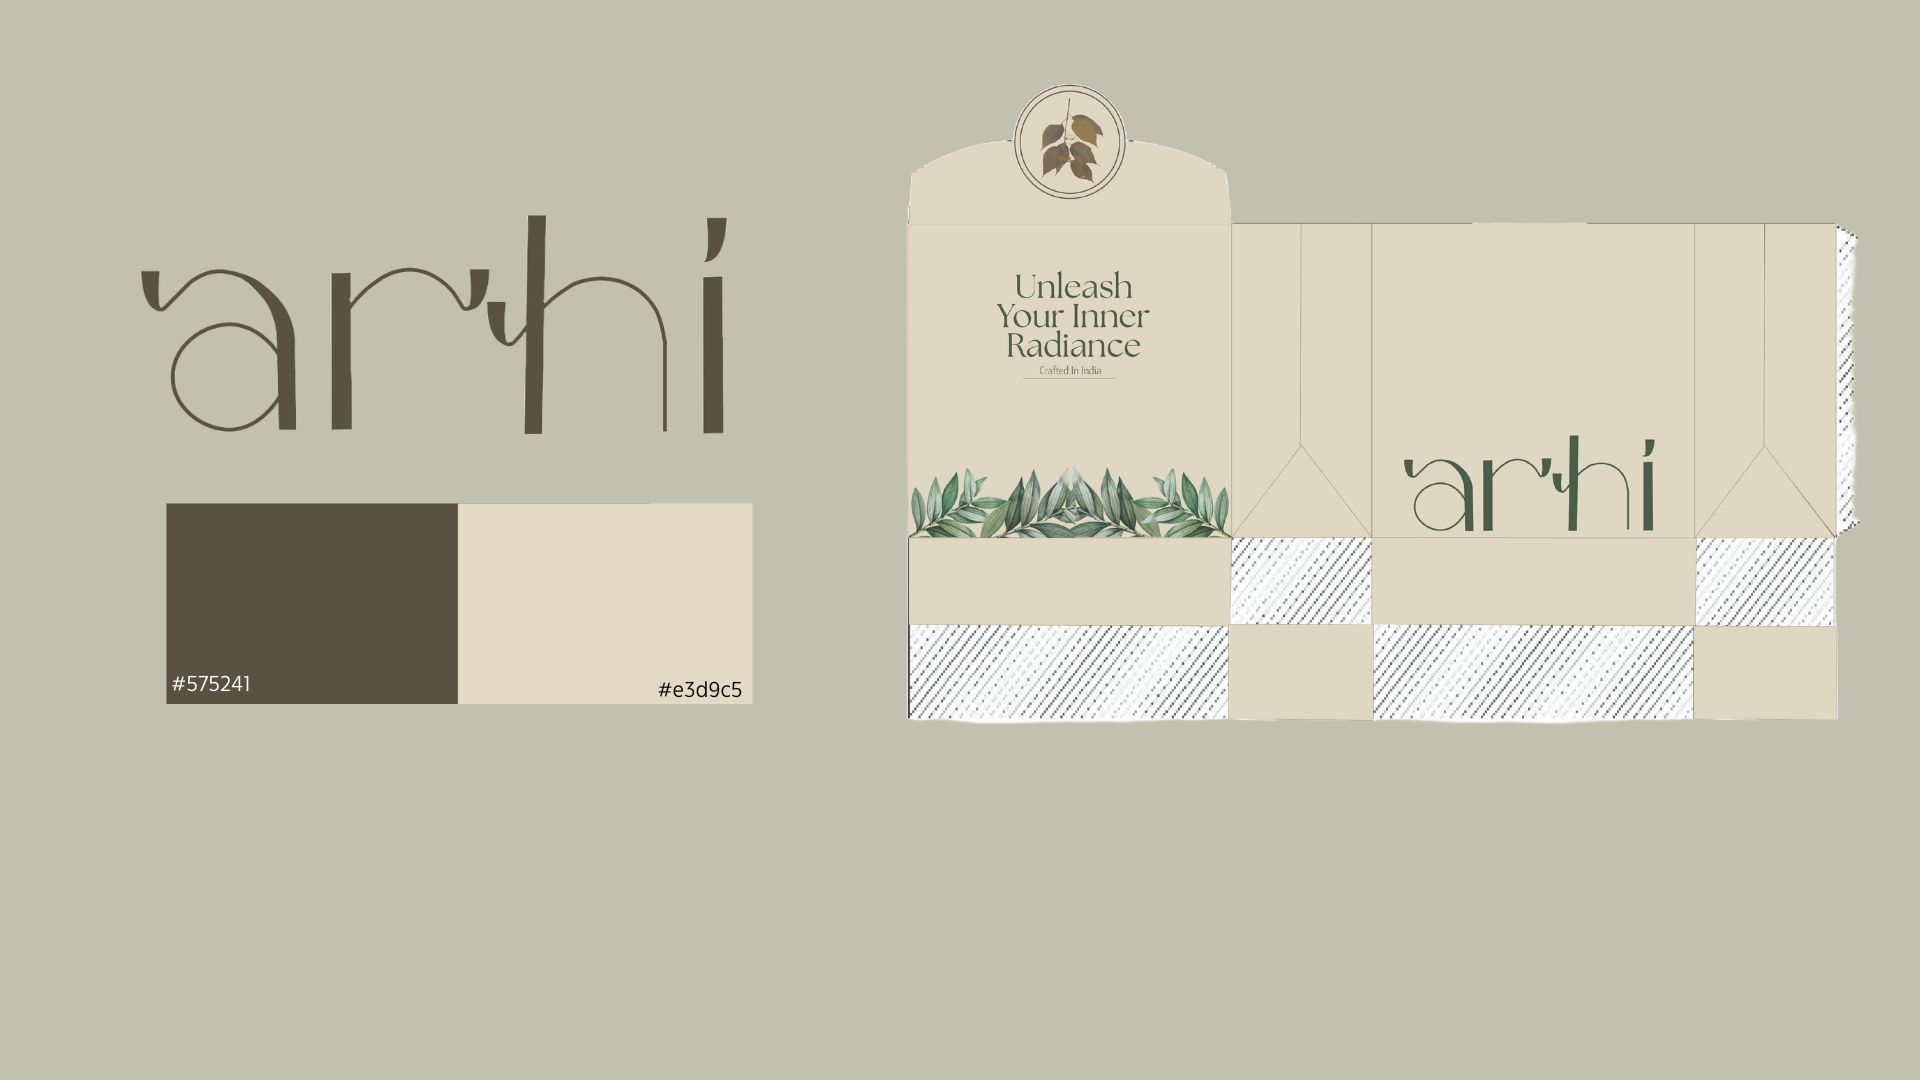 arhi
#575241
#e3d9c5
Unleash
Your Inner
Radiance
Crafted In India
arhi